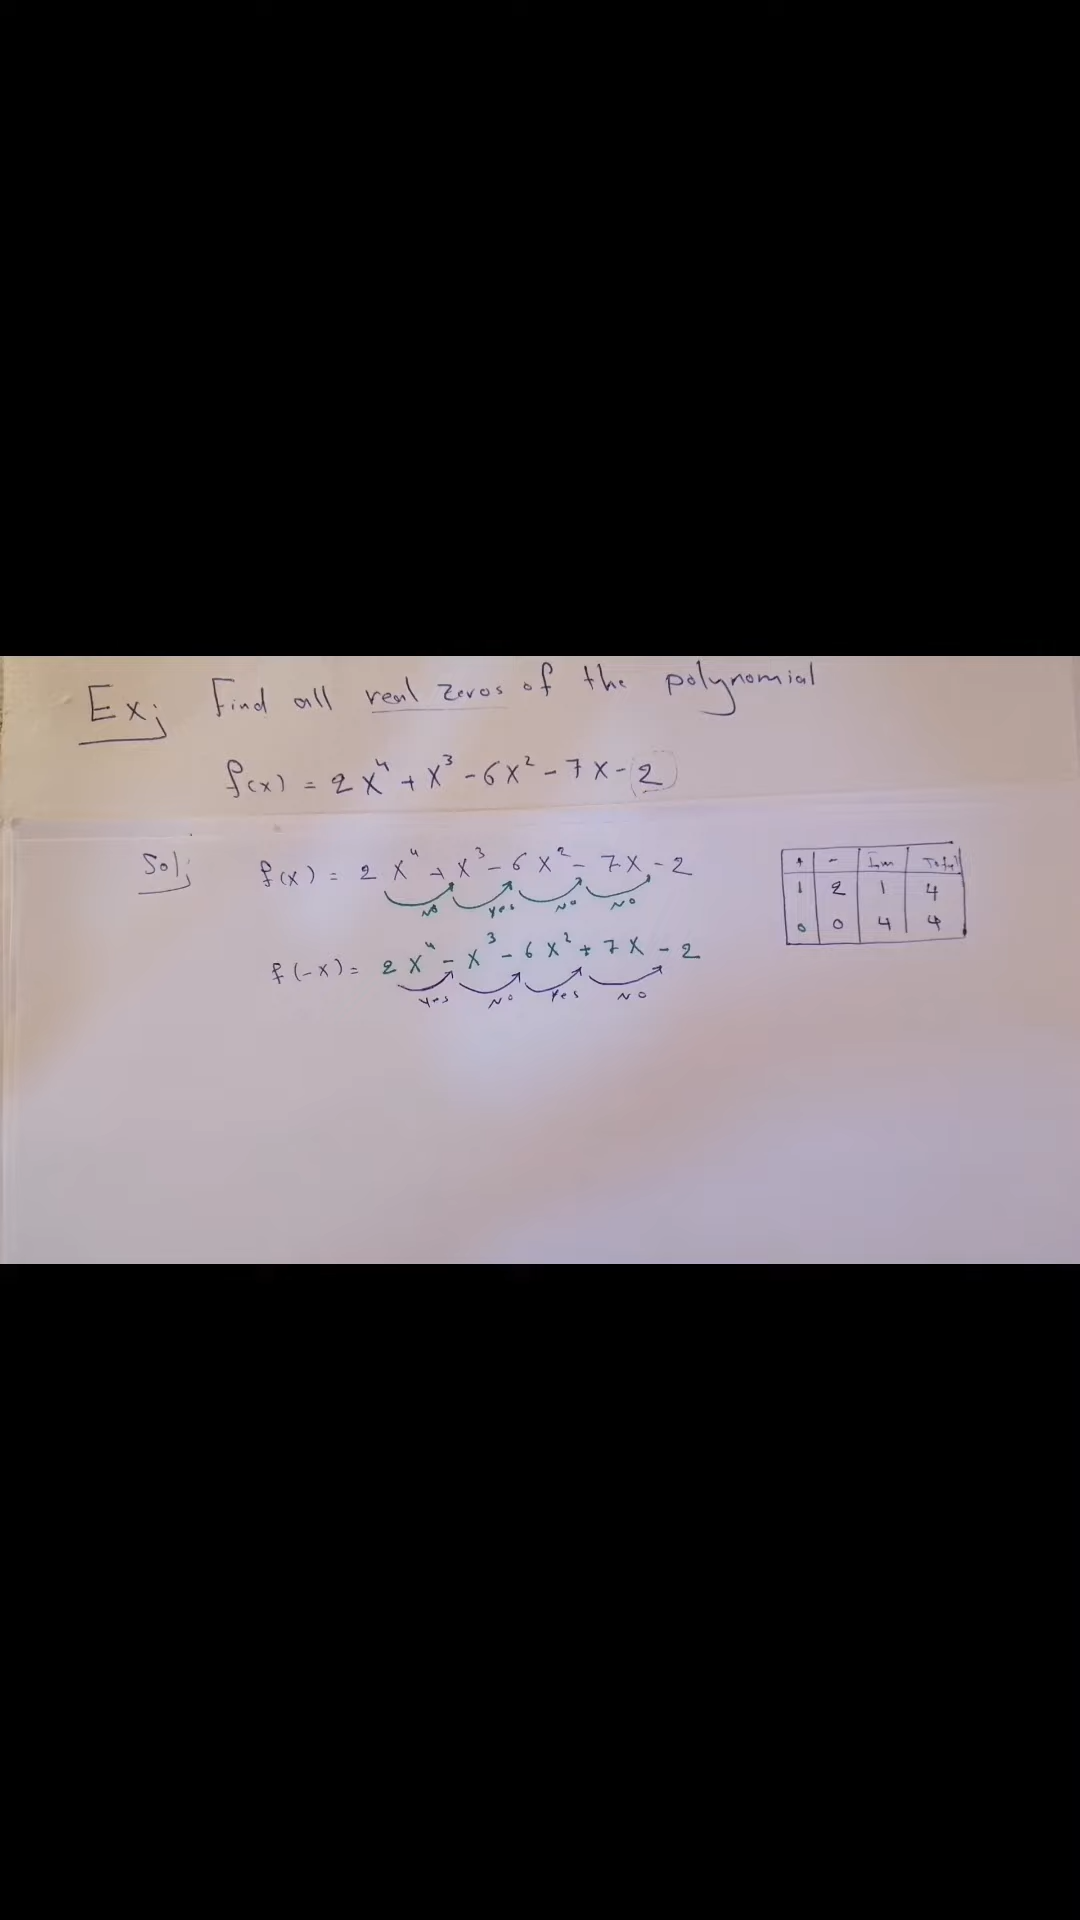 Ex; Find all real zeros of the polynomial
f(x) = 2x⁴ + x³ - 6x² - 7x - 2
Sol; f(x) = 2x⁴ + x³ - 6x² - 7x - 2
No Yes No No
f(-x) = 2x⁴ - x³ - 6x² + 7x - 2
Yes No Yes No
+ - Im Total
1 2 1 4
0 0 4 4